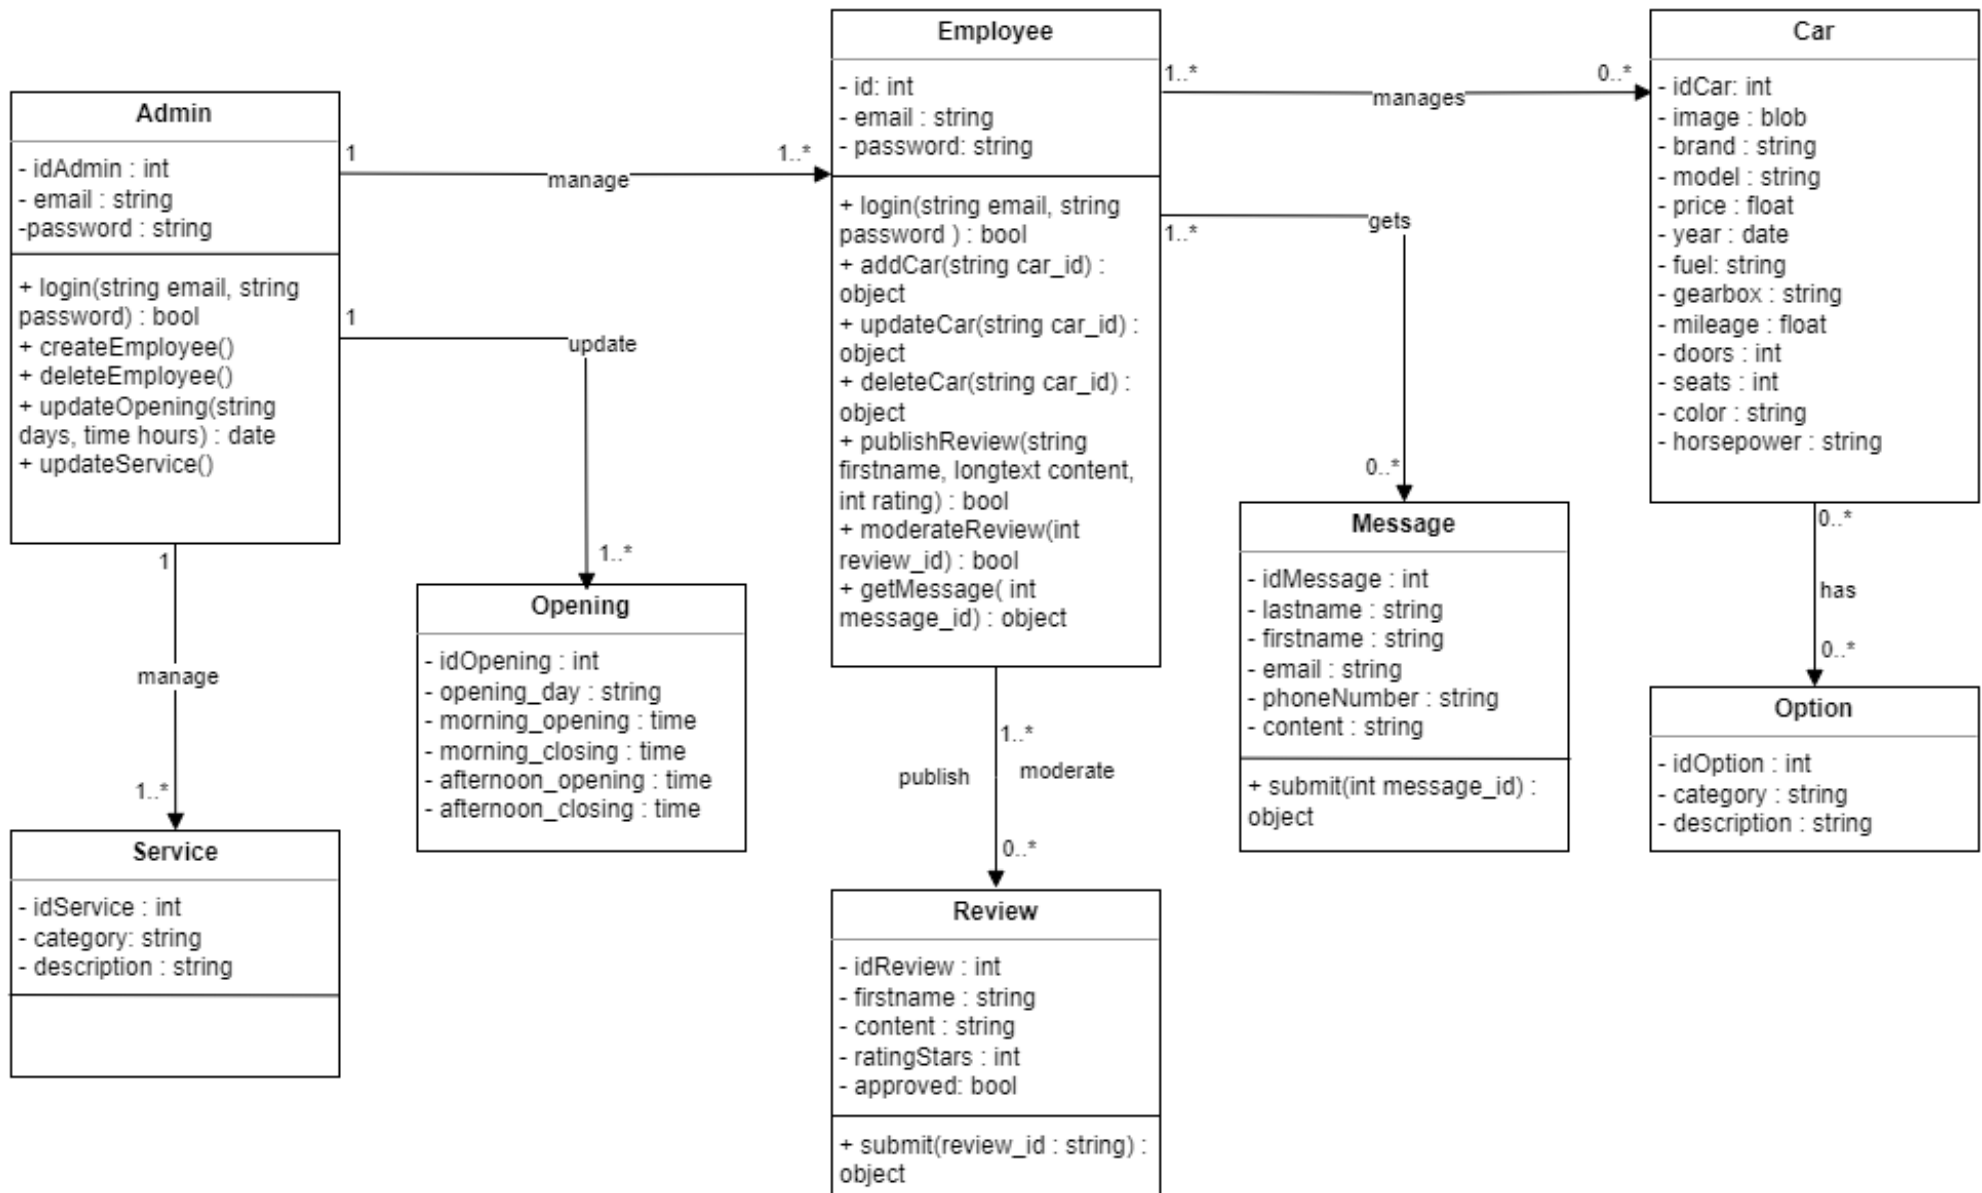 Admin
- idAdmin : int
- email : string
-password : string
+ login(string email, string
password) : bool
+ createEmployee()
+ deleteEmployee()
+ updateOpening(string
days, time hours) : date
+ updateService()
1
manage
1..*
1
update
1..*
1
manage
1..*
Service
- idService : int
- category: string
- description : string
Opening
- idOpening : int
- opening_day : string
- morning_opening : time
- morning_closing : time
- afternoon_opening : time
- afternoon_closing : time
Employee
- id: int
- email : string
- password: string
+ login(string email, string
password ) : bool
+ addCar(string car_id) :
object
+ updateCar(string car_id) :
object
+ deleteCar(string car_id) :
object
+ publishReview(string
firstname, longtext content,
int rating) : bool
+ moderateReview(int
review_id) : bool
+ getMessage( int
message_id) : object
1..*
manages
0..*
1..*
gets
0..*
1..*
publish
moderate
0..*
Review
- idReview : int
- firstname : string
- content : string
- ratingStars : int
- approved: bool
+ submit(review_id : string) :
object
Message
- idMessage : int
- lastname : string
- firstname : string
- email : string
- phoneNumber : string
- content : string
+ submit(int message_id) :
object
Car
- idCar: int
- image : blob
- brand : string
- model : string
- price : float
- year : date
- fuel: string
- gearbox : string
- mileage : float
- doors : int
- seats : int
- color : string
- horsepower : string
0..*
has
0..*
Option
- idOption : int
- category : string
- description : string